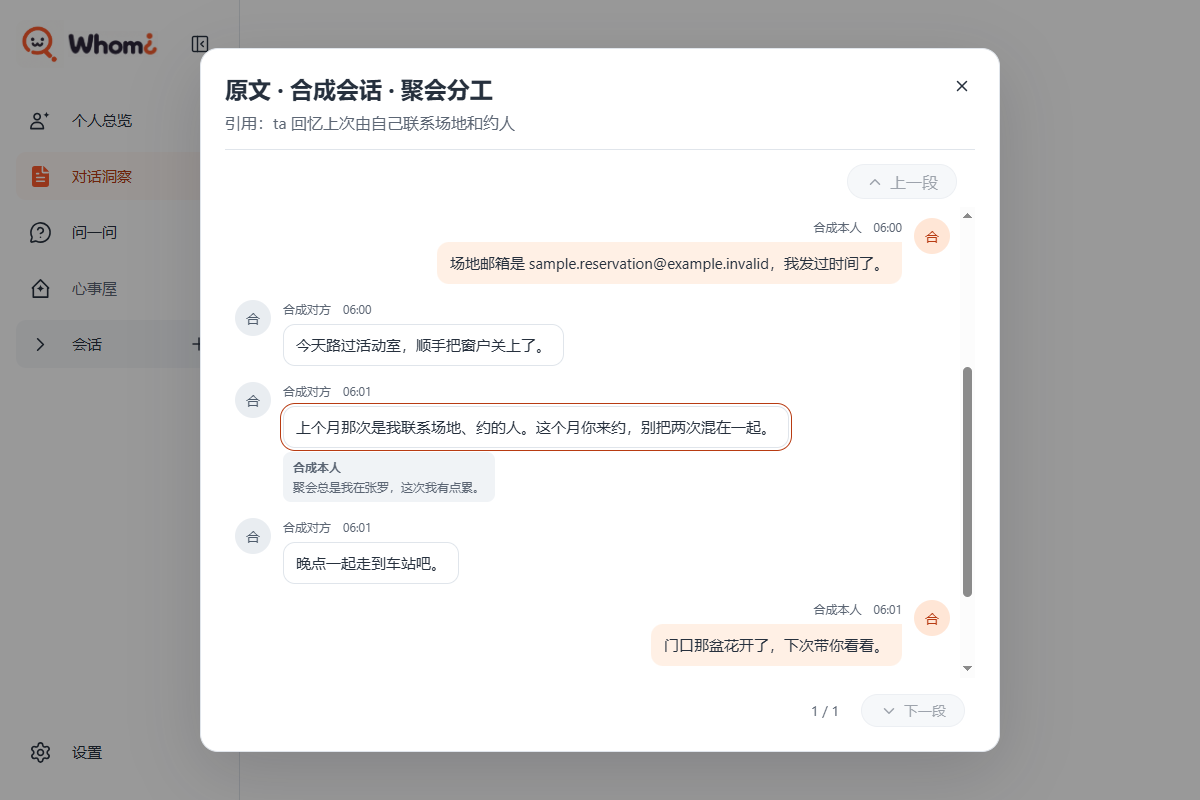 Whomi
个人总览
对话洞察
问一问
心事屋
会话
设置
原文 · 合成会话 · 聚会分工
引用：ta 回忆上次由自己联系场地和约人
上一段
合成本人 06:00
合
场地邮箱是 sample.reservation@example.invalid，我发过时间了。
合
合成对方 06:00
今天路过活动室，顺手把窗户关上了。
合
合成对方 06:01
上个月那次是我联系场地、约的人。这个月你来约，别把两次混在一起。
合成本人
聚会总是我在张罗，这次我有点累。
合
合成对方 06:01
晚点一起走到车站吧。
合成本人 06:01
合
门口那盆花开了，下次带你看看。
1 / 1
下一段